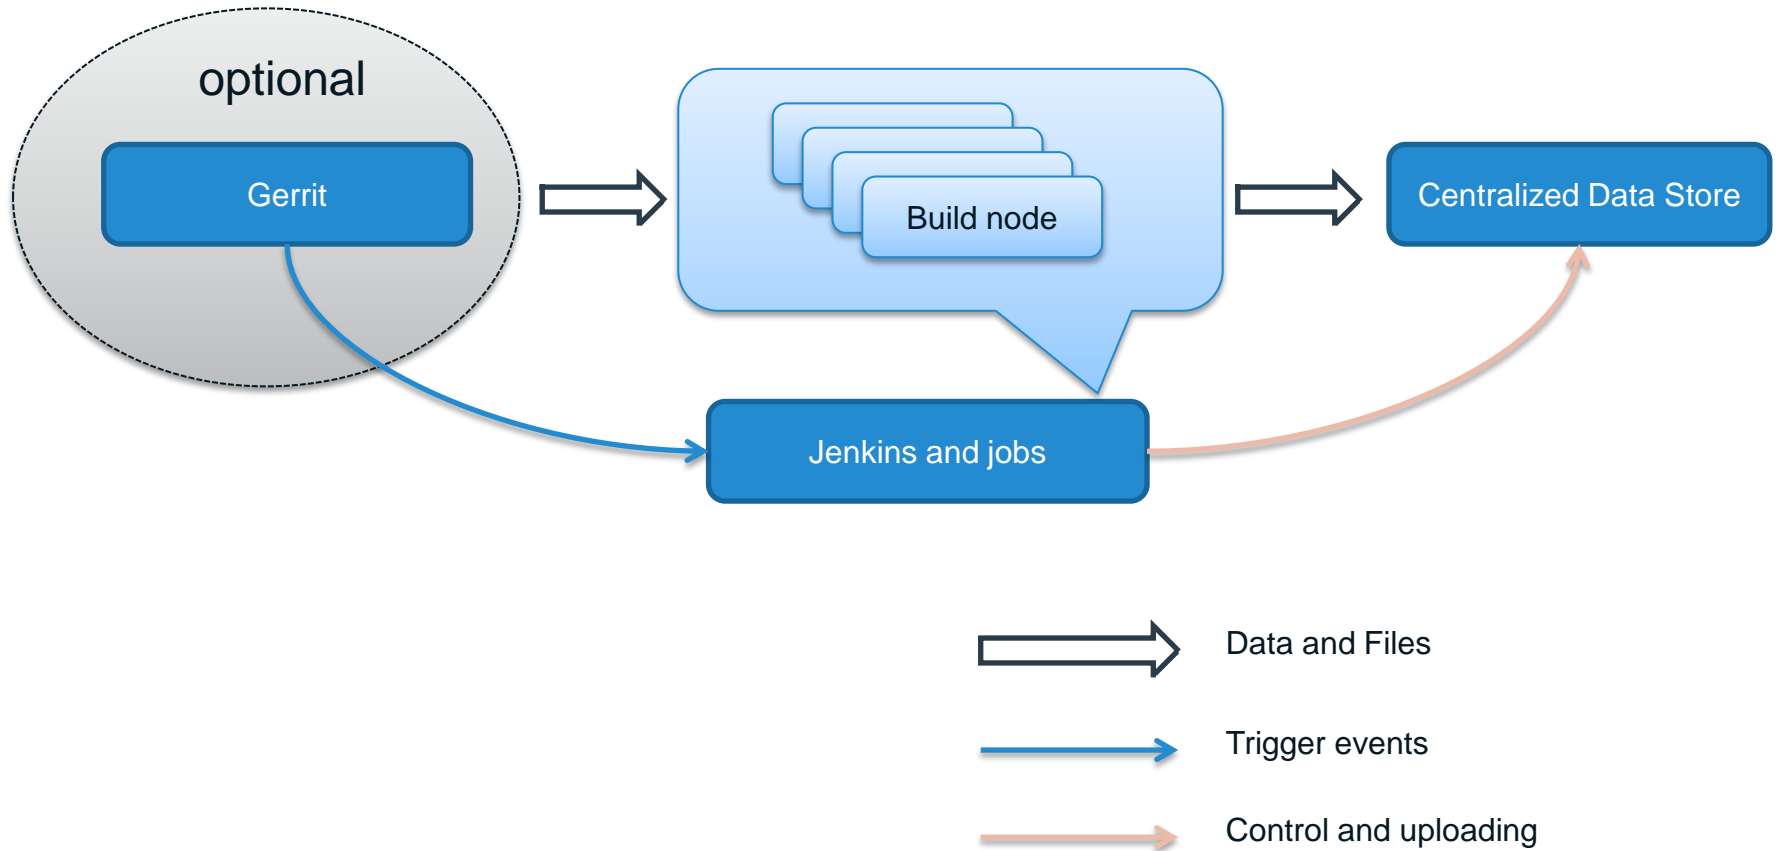 optional
Gerrit
Build node
Centralized Data Store
Jenkins and jobs
Data and Files
Trigger events
Control and uploading